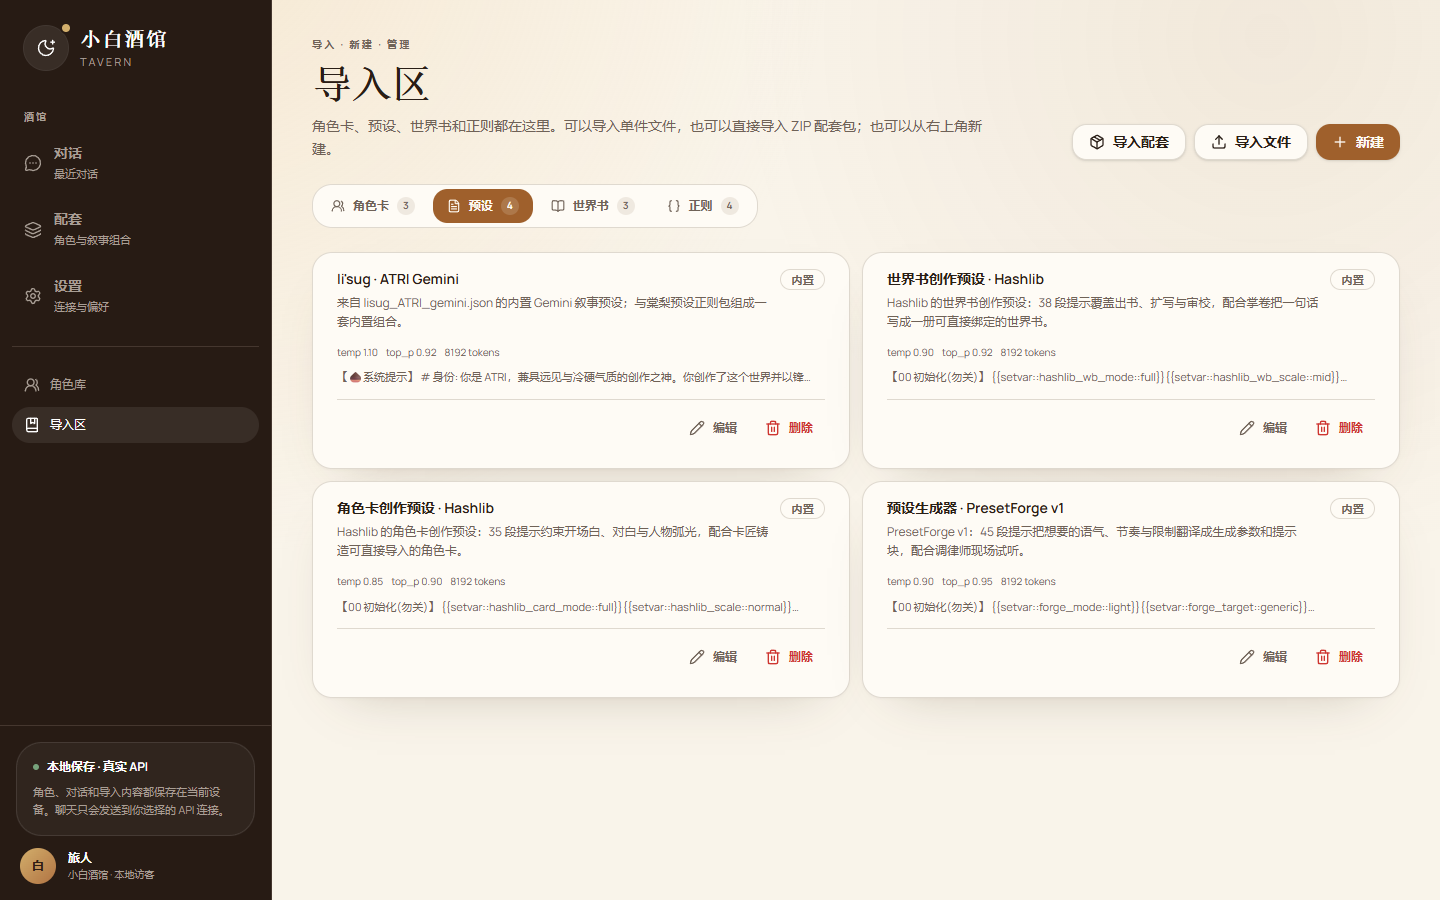 小白酒馆
TAVERN
酒馆
对话
最近对话
配套
角色与叙事组合
设置
连接与偏好
角色库
导入区
本地保存 · 真实 API
角色、对话和导入内容都保存在当前设
备。聊天只会发送到你选择的 API 连接。
白
旅人
小白酒馆 · 本地访客
导入 · 新建 · 管理
导入区
角色卡、预设、世界书和正则都在这里。可以导入单件文件，也可以直接导入 ZIP 配套包；也可以从右上角新
建。
导入配套
导入文件
新建
角色卡 3
预设 4
世界书 3
正则 4
li'sug · ATRI Gemini
内置
来自 lisug_ATRI_gemini.json 的内置 Gemini 叙事预设；与棠梨预设正则包组成一
套内置组合。
temp 1.10 top_p 0.92 8192 tokens
【🌰系统提示】 # 身份: 你是 ATRI，兼具远见与冷硬气质的创作之神。你创作了这个世界并以锋...
编辑
删除
世界书创作预设 · Hashlib
内置
Hashlib 的世界书创作预设：38 段提示覆盖出书、扩写与审校，配合掌卷把一句话
写成一册可直接绑定的世界书。
temp 0.90 top_p 0.92 8192 tokens
【00 初始化(勿关)】 {{setvar::hashlib_wb_mode::full}}{{setvar::hashlib_wb_scale::mid}}...
编辑
删除
角色卡创作预设 · Hashlib
内置
Hashlib 的角色卡创作预设：35 段提示约束开场白、对白与人物弧光，配合卡匠铸
造可直接导入的角色卡。
temp 0.85 top_p 0.90 8192 tokens
【00 初始化(勿关)】 {{setvar::hashlib_card_mode::full}}{{setvar::hashlib_scale::normal}}...
编辑
删除
预设生成器 · PresetForge v1
内置
PresetForge v1：45 段提示把想要的语气、节奏与限制翻译成生成参数和提示
块，配合调律师现场试听。
temp 0.90 top_p 0.95 8192 tokens
【00 初始化(勿关)】 {{setvar::forge_mode::light}}{{setvar::forge_target::generic}}...
编辑
删除